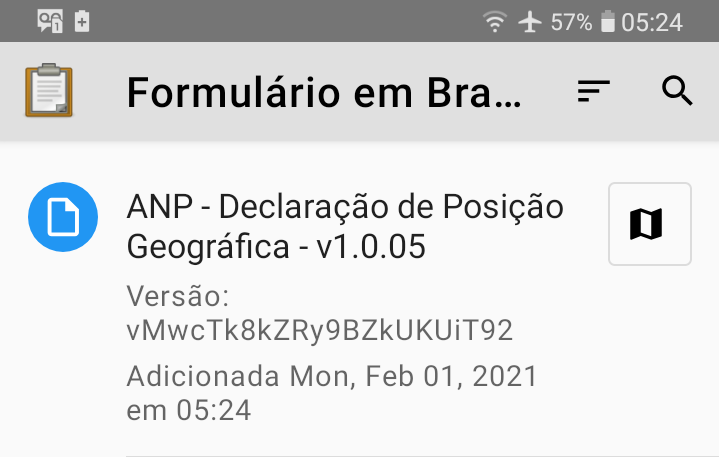 57% 05:24
Formulário em Bra...
ANP - Declaração de Posição
Geográfica - v1.0.05
Versão:
vMwcTk8kZRy9BZkUKUiT92
Adicionada Mon, Feb 01, 2021
em 05:24